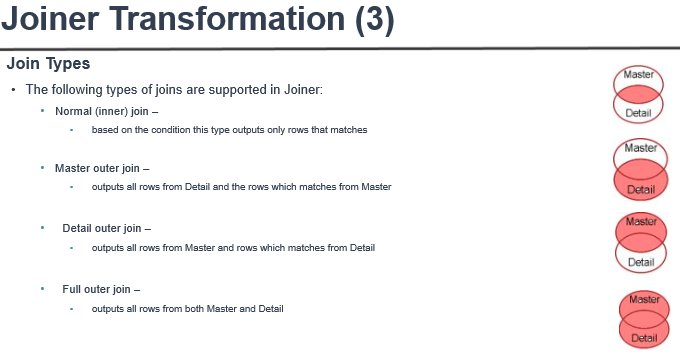 Joiner Transformation (3)
Join Types
• The following types of joins are supported in Joiner:
• Normal (inner) join –
• based on the condition this type outputs only rows that matches
Master
Detail
• Master outer join –
• outputs all rows from Detail and the rows which matches from Master
Master
Detail
• Detail outer join –
• outputs all rows from Master and rows which matches from Detail
Master
Detail
• Full outer join –
• outputs all rows from both Master and Detail
Master
Detail